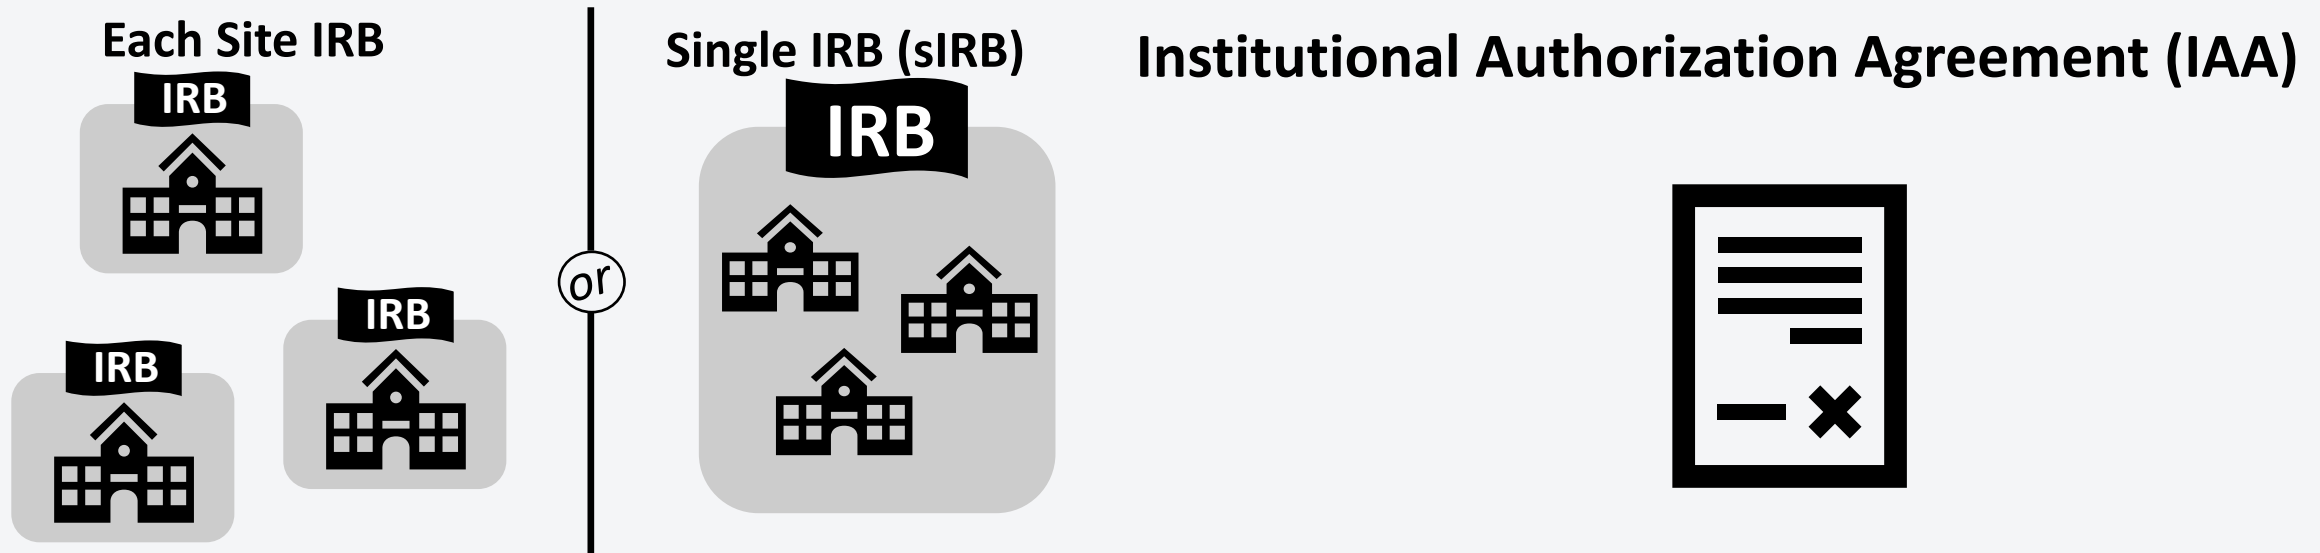 Each Site IRB
IRB
IRB
IRB
or
Single IRB (sIRB)
IRB
Institutional Authorization Agreement (IAA)